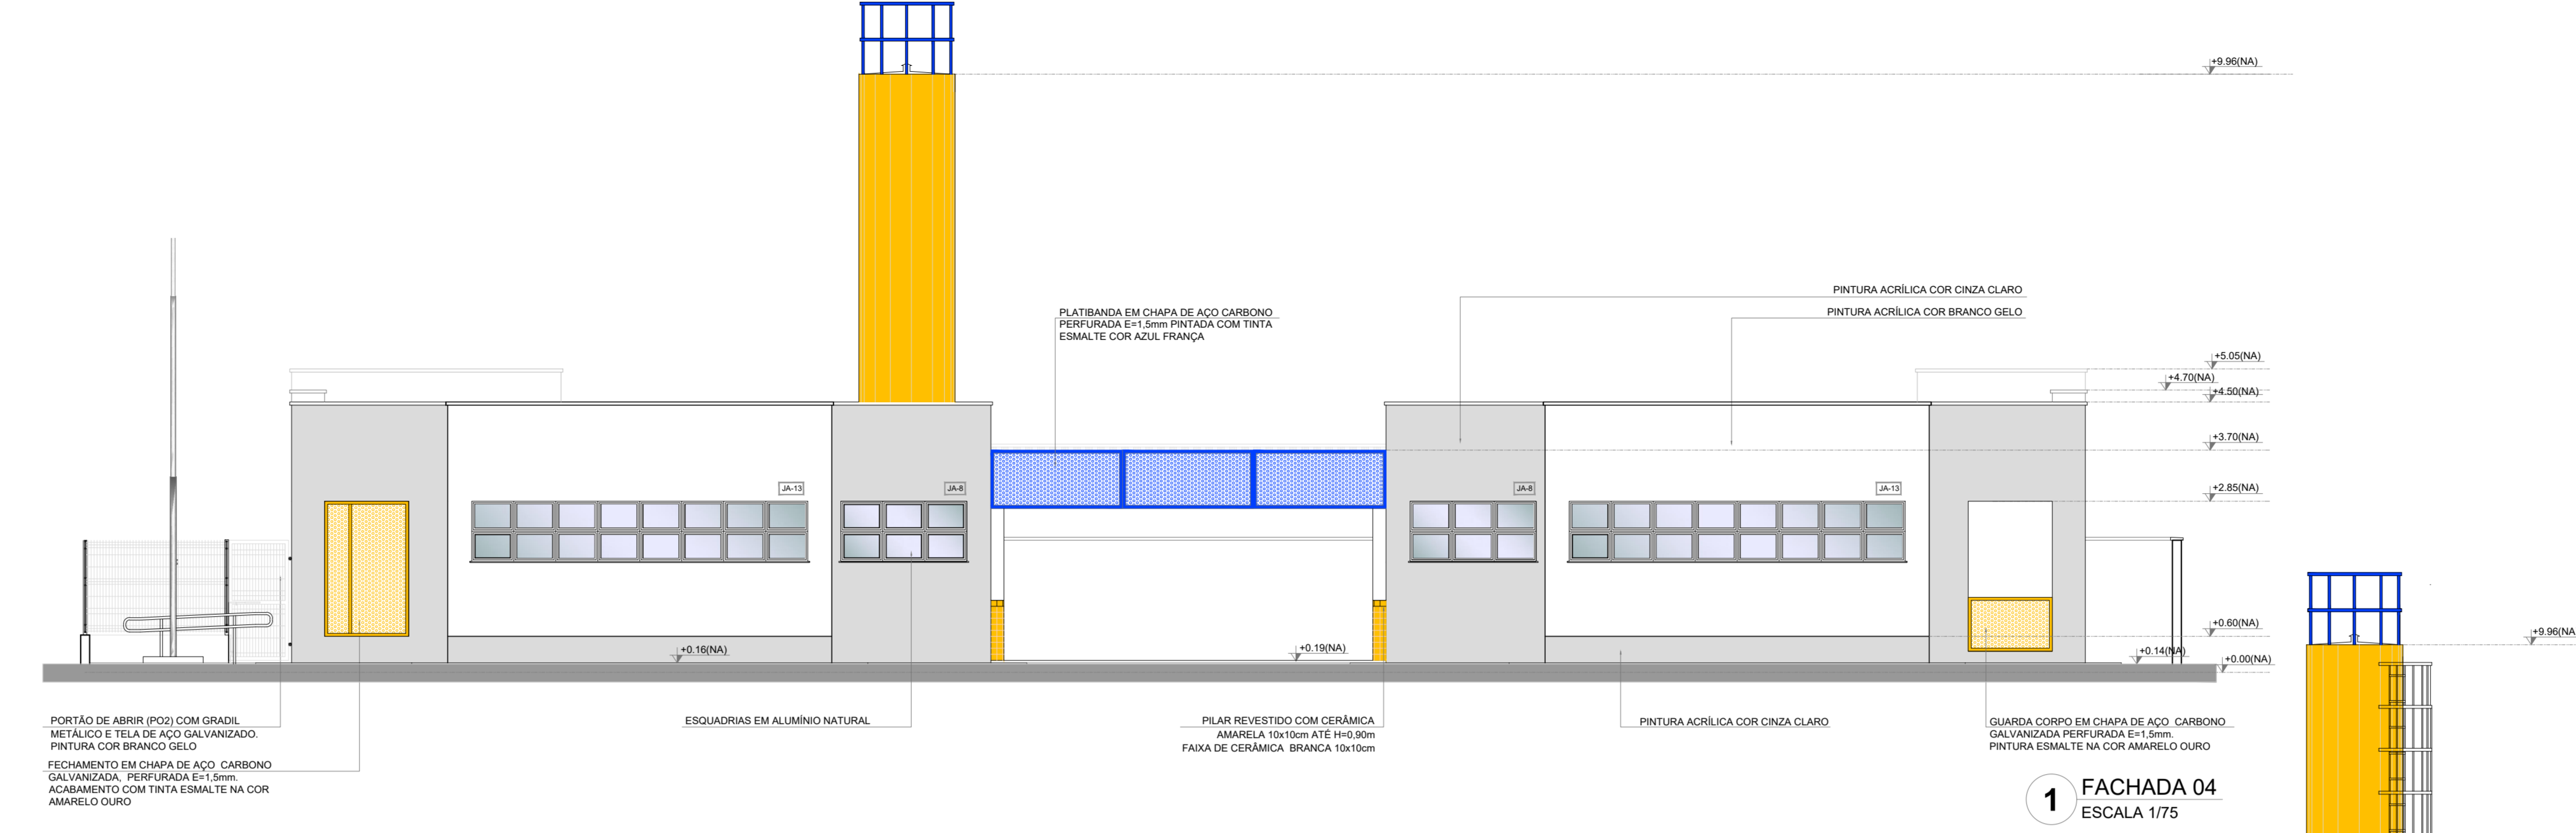 +9.96(NA)
PINTURA ACRÍLICA COR CINZA CLARO
PLATIBANDA EM CHAPA DE AÇO CARBONO
PERFURADA E=1,5mm PINTADA COM TINTA
ESMALTE COR AZUL FRANÇA
PINTURA ACRÍLICA COR BRANCO GELO
+5.05(NA)
+4.70(NA)
+4.50(NA)
+3.70(NA)
JA-13
JA-8
JA-8
JA-13
+2.85(NA)
+0.60(NA)
+9.96(NA
+0.16(NA)
+0.19(NA)
+0.14(NA)
+0.00(NA)
PORTÃO DE ABRIR (PO2) COM GRADIL
METÁLICO E TELA DE AÇO GALVANIZADO.
PINTURA COR BRANCO GELO
FECHAMENTO EM CHAPA DE AÇO CARBONO
GALVANIZADA, PERFURADA E=1,5mm.
ACABAMENTO COM TINTA ESMALTE NA COR
AMARELO OURO
ESQUADRIAS EM ALUMÍNIO NATURAL
PILAR REVESTIDO COM CERÂMICA
AMARELA 10x10cm ATÉ H=0,90m
FAIXA DE CERÂMICA BRANCA 10x10cm
PINTURA ACRÍLICA COR CINZA CLARO
GUARDA CORPO EM CHAPA DE AÇO CARBONO
GALVANIZADA PERFURADA E=1,5mm.
PINTURA ESMALTE NA COR AMARELO OURO
1
FACHADA 04
ESCALA 1/75